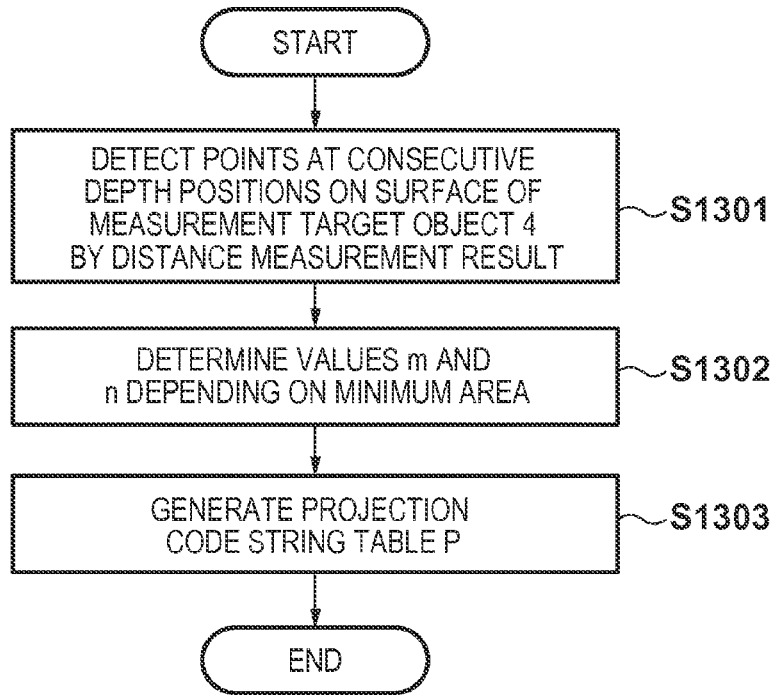 START
DETECT POINTS AT CONSECUTIVE
DEPTH POSITIONS ON SURFACE OF
MEASUREMENT TARGET OBJECT 4
BY DISTANCE MEASUREMENT RESULT
S1301
DETERMINE VALUES m AND
n DEPENDING ON MINIMUM AREA
S1302
GENERATE PROJECTION
CODE STRING TABLE P
S1303
END